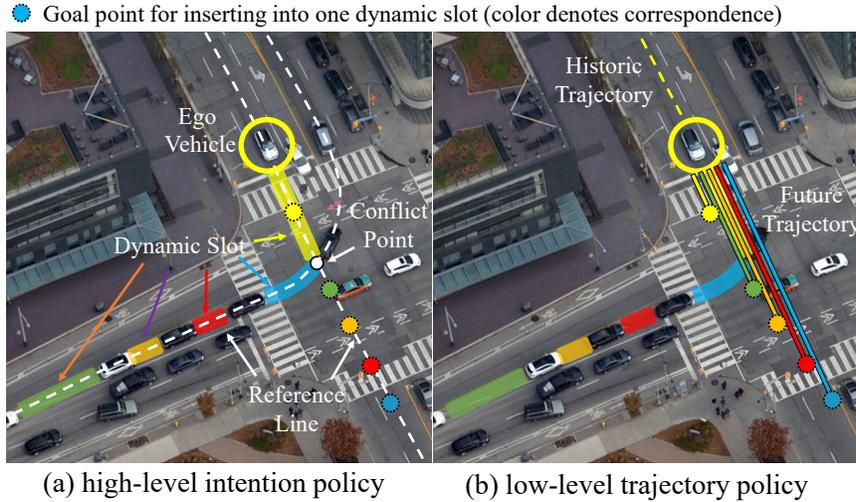 Goal point for inserting into one dynamic slot (color denotes correspondence)
Ego
Vehicle
Dynamic Slot
Conflict
Point
Reference
Line
Historic
Trajectory
Future
Trajectory
(a) high-level intention policy
(b) low-level trajectory policy